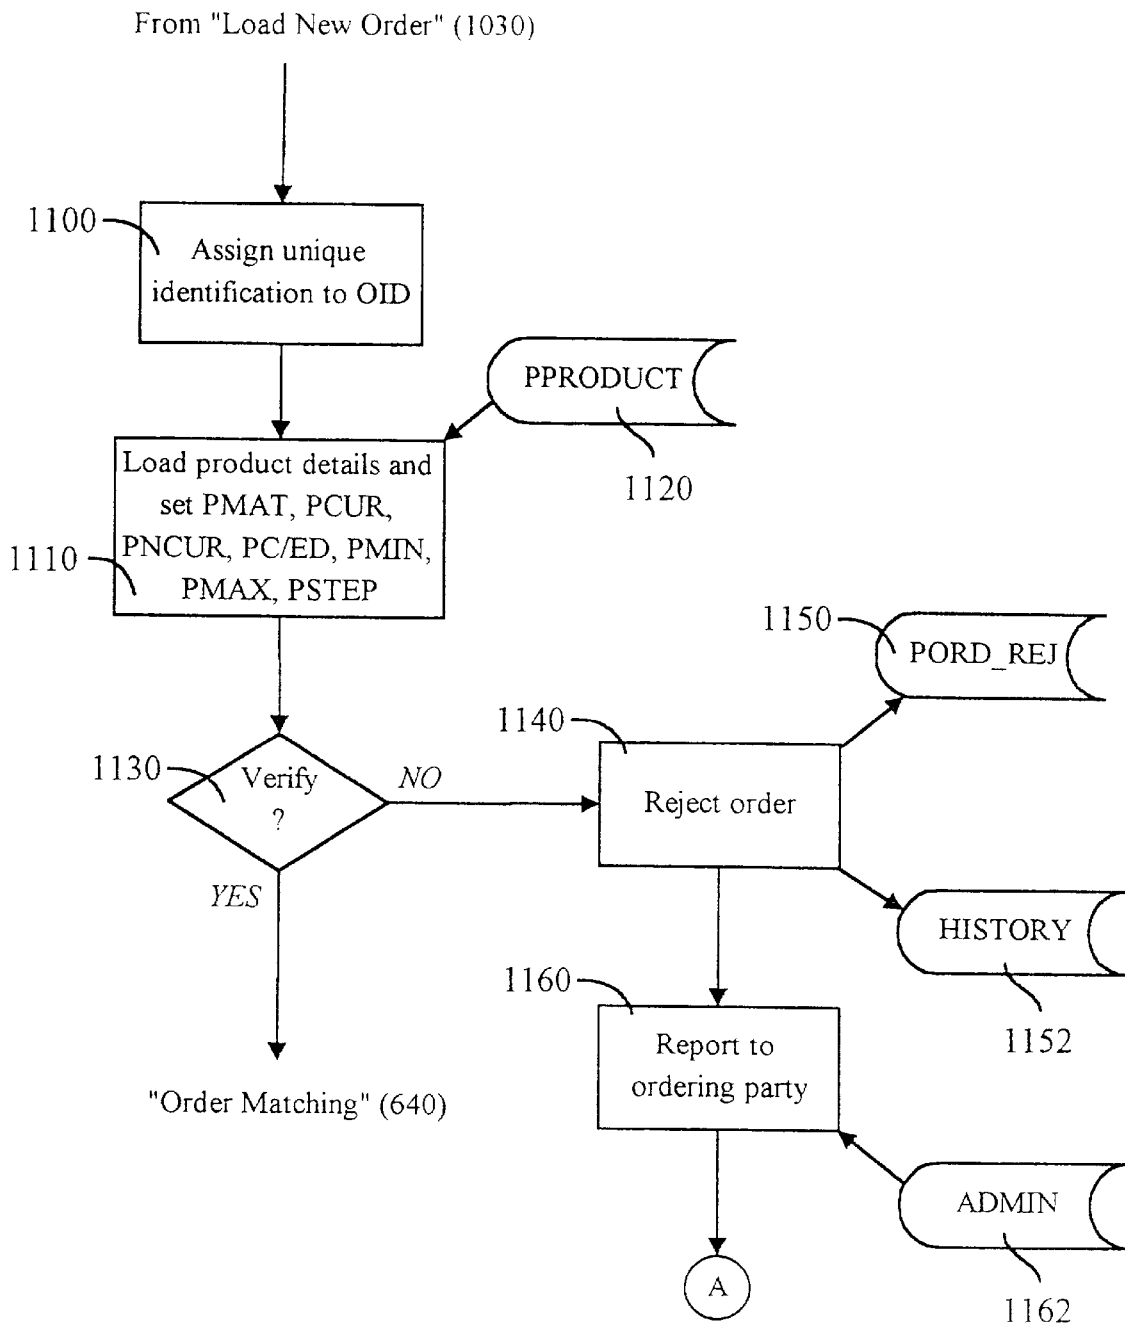 From "Load New Order" (1030)
1100
Assign unique
identification to OID
PPRODUCT
1120
Load product details and
set PMAT, PCUR,
PNCUR, PC/ED, PMIN,
PMAX, PSTEP
1110
1150
PORD_REJ
1140
Reject order
1130
Verify
?
NO
YES
HISTORY
1152
1160
Report to
ordering party
"Order Matching" (640)
ADMIN
1162
A